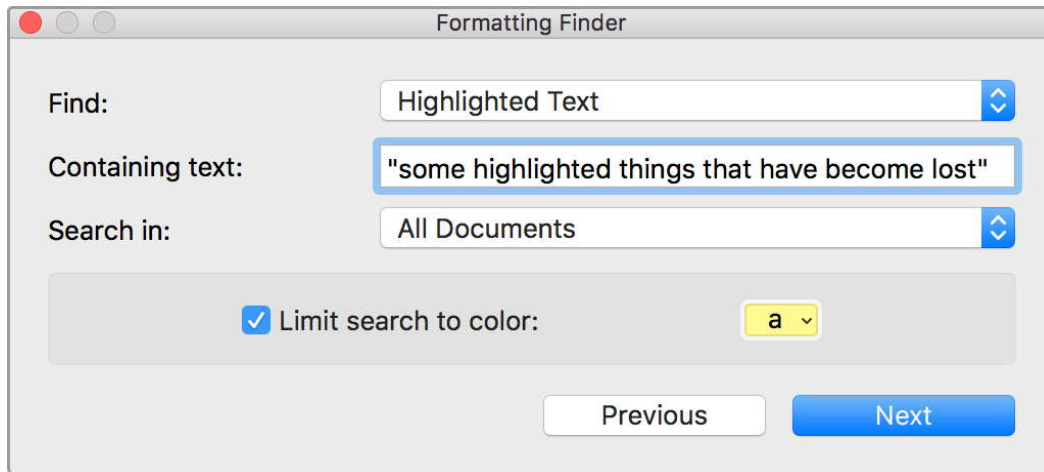 Formatting Finder
Find: Highlighted Text
Containing text: "some highlighted things that have become lost"
Search in: All Documents
Limit search to color: a
Previous Next